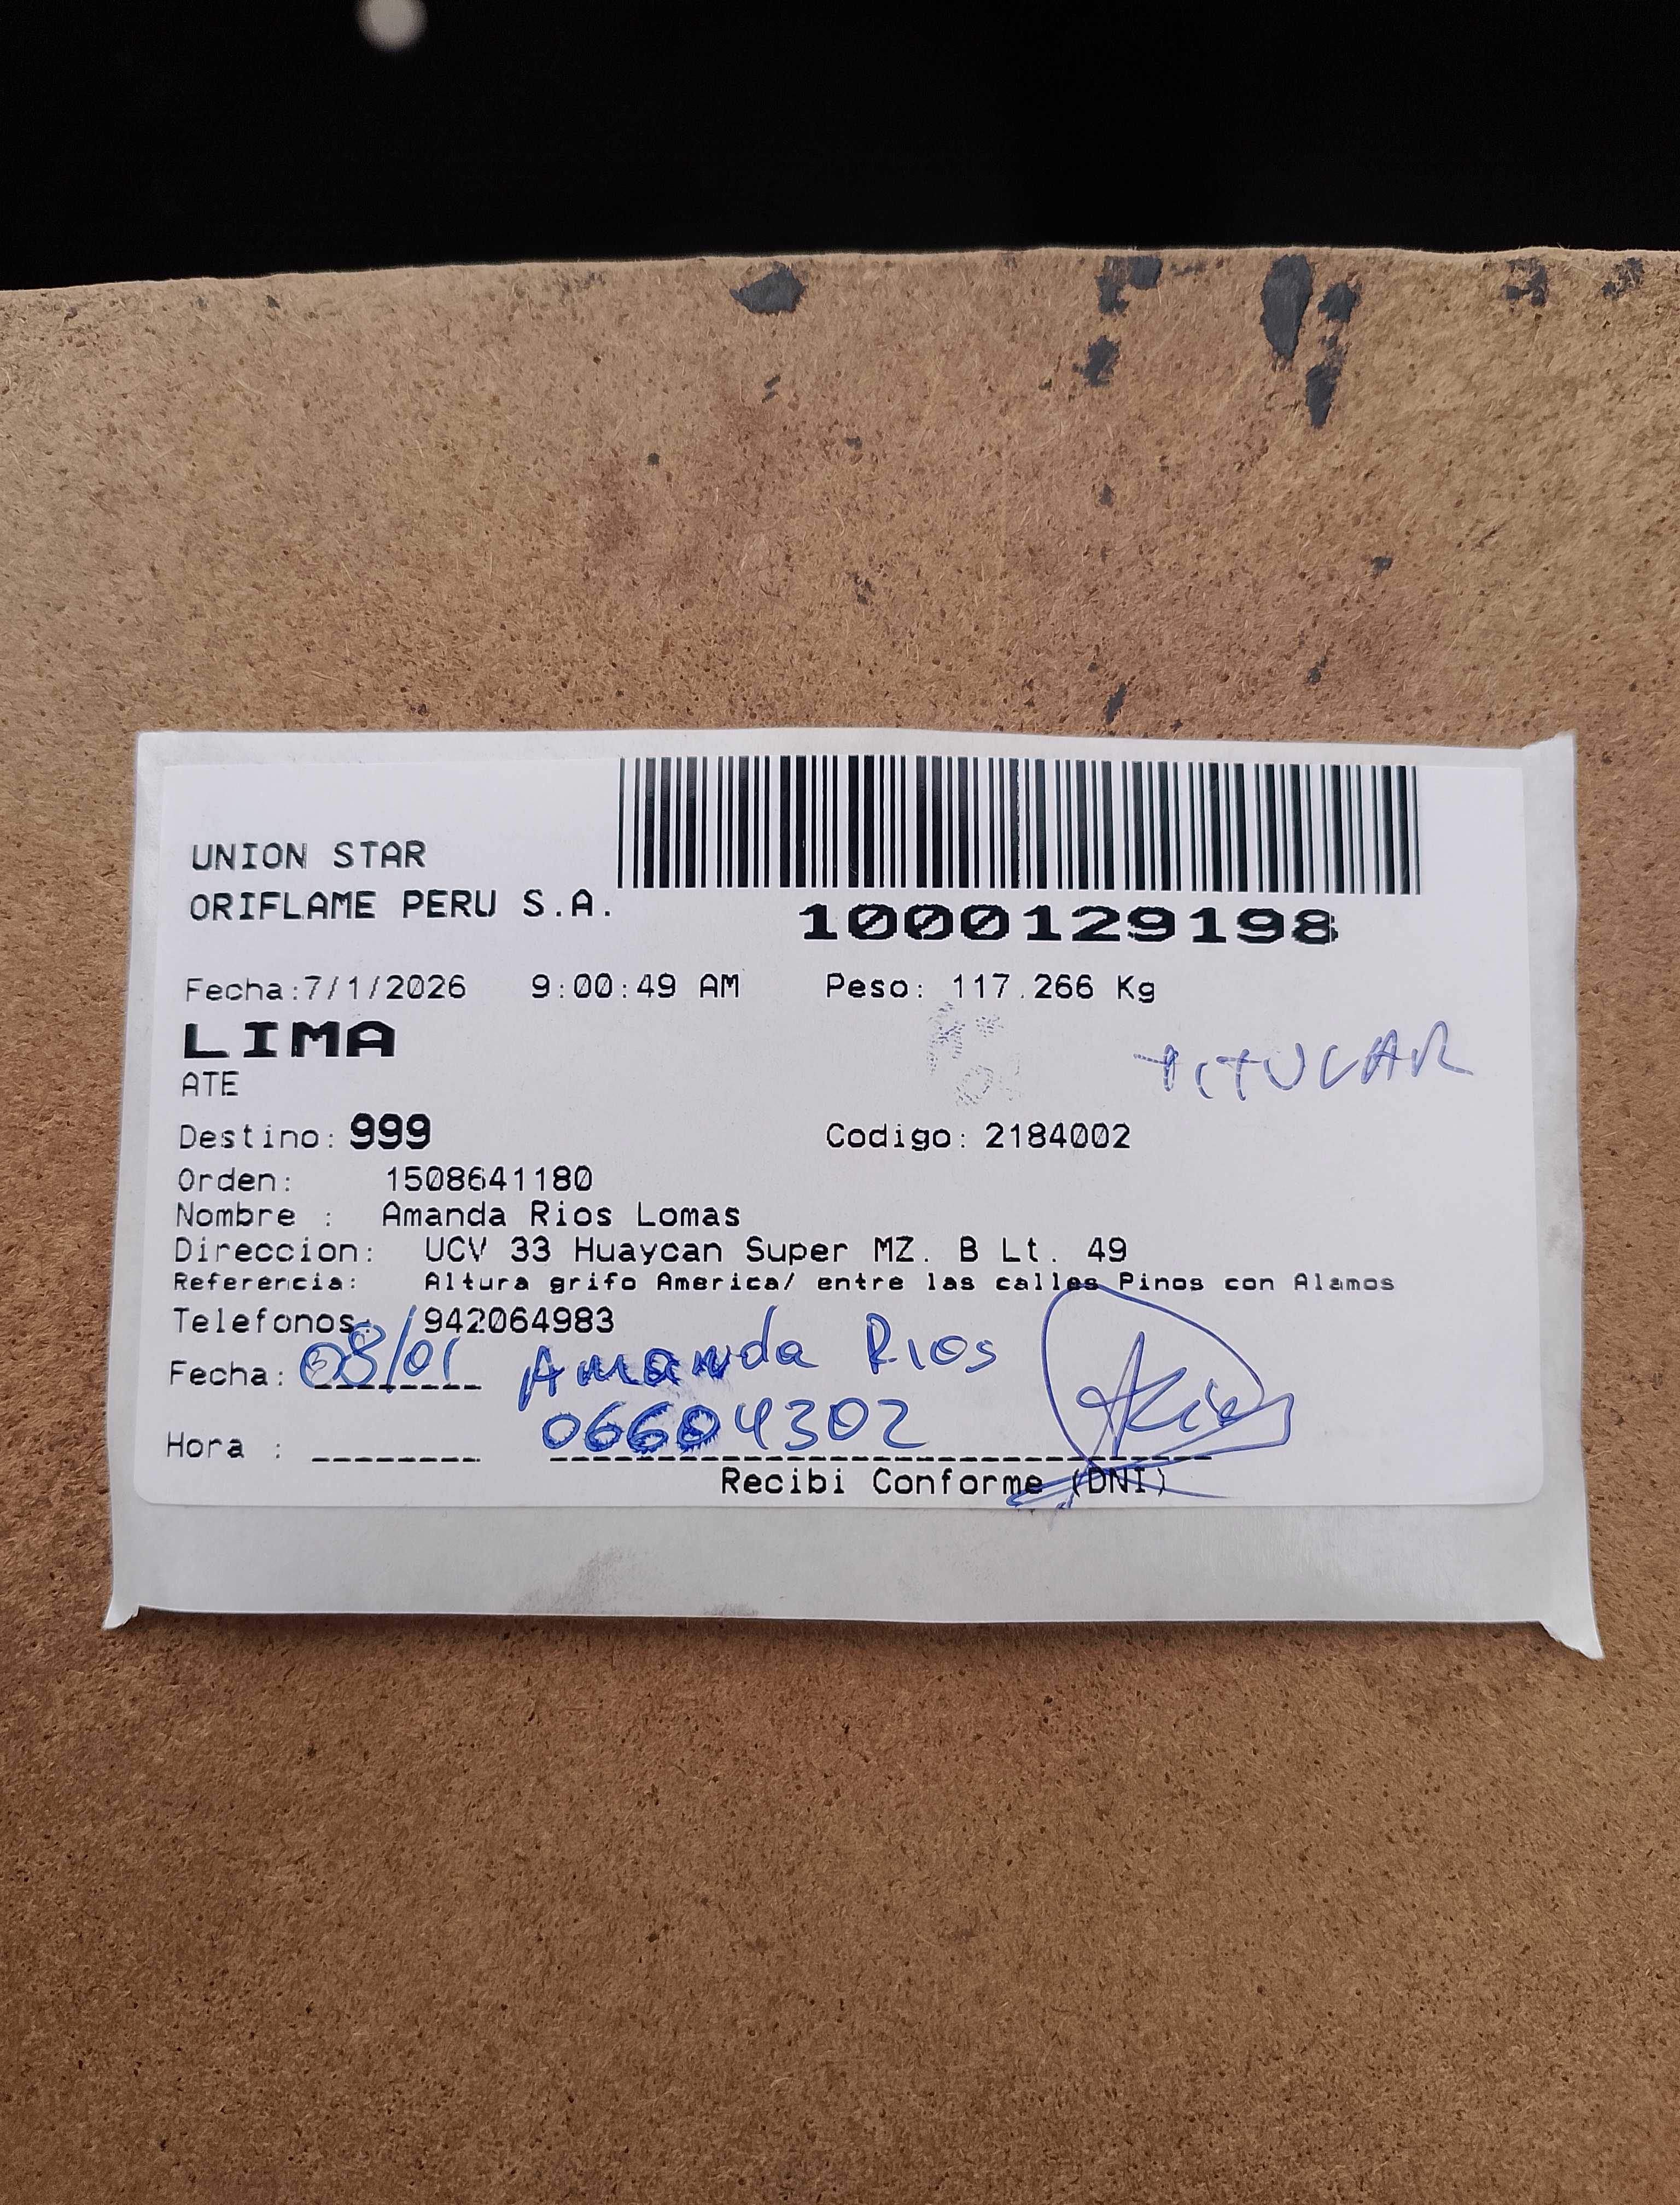 UNION STAR
ORIFLAME PERU S.A.
1000129198
Fecha:7/1/2026 9:00:49 AM Peso: 117.266 Kg
LIMA
TITULAR
ATE
Destino: 999 Codigo: 2184002
Orden: 1508641180
Nombre : Amanda Rios Lomas
Direccion: UCV 33 Huaycan Super MZ. B Lt. 49
Referencia: Altura grifo America/ entre las calles Pinos con Alamos
Telefonos: 942064983
Fecha: 08/01 Amanda Rios
06604302
Hora :
Recibi Conforme (DNI)